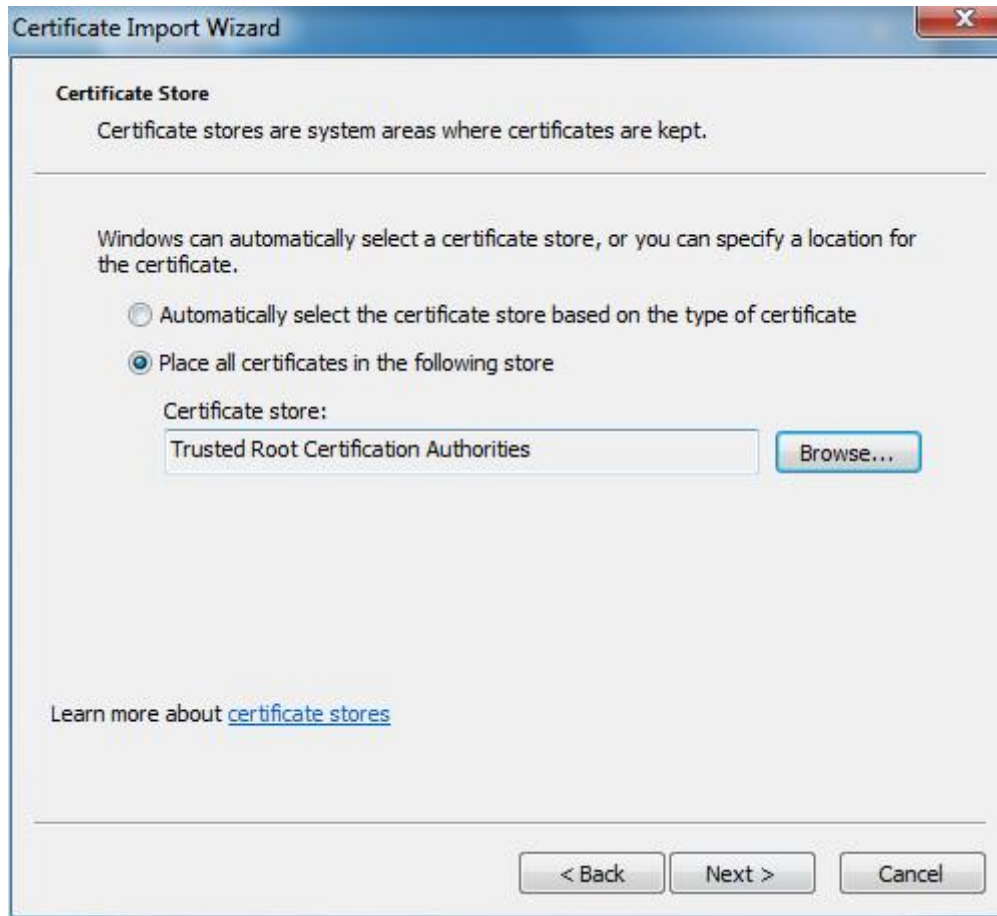 Certificate Import Wizard
X
Certificate Store
Certificate stores are system areas where certificates are kept.
Windows can automatically select a certificate store, or you can specify a location for
the certificate.
Automatically select the certificate store based on the type of certificate
Place all certificates in the following store
Certificate store:
Trusted Root Certification Authorities
Browse...
Learn more about certificate stores
< Back
Next >
Cancel